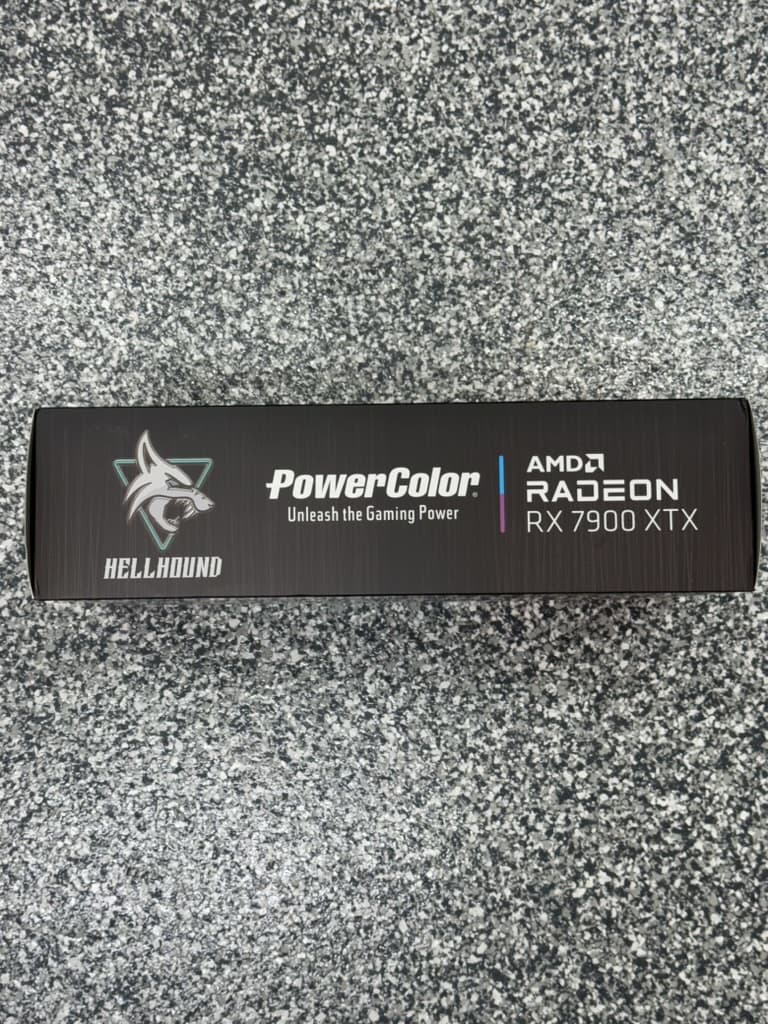 HELLHOUND
PowerColor®
Unleash the Gaming Power
AMD
RADEON
RX 7900 XTX